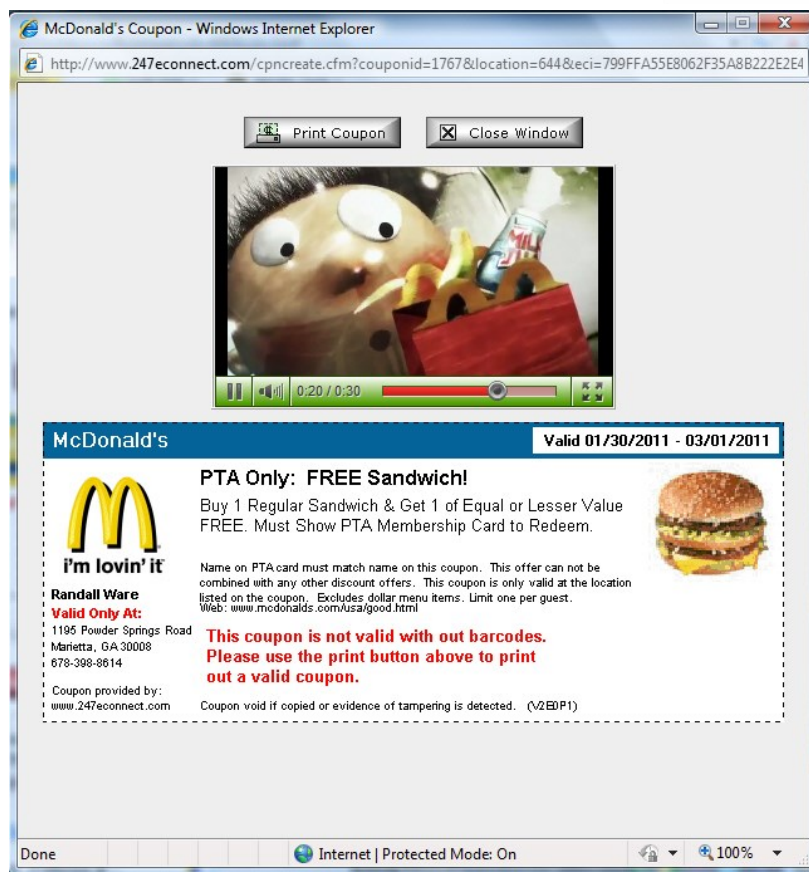 McDonald's Coupon - Windows Internet Explorer
http://www.247econnect.com/cpncreate.cfm?couponid=1767&location=644&eci=799FFA55E8062F35A8B222E2E4
Print Coupon
Close Window
MILK
0:20 / 0:30
McDonald's
Valid 01/30/2011 - 03/01/2011
i'm lovin' it
Randall Ware
Valid Only At:
1195 Powder Springs Road
Marietta, GA 30008
678-398-8614
Coupon provided by:
www.247econnect.com
PTA Only: FREE Sandwich!
Buy 1 Regular Sandwich & Get 1 of Equal or Lesser Value
FREE. Must Show PTA Membership Card to Redeem.
Name on PTA card must match name on this coupon. This offer can not be
combined with any other discount offers. This coupon is only valid at the location
listed on the coupon. Excludes dollar menu items. Limit one per guest.
Web: www.mcdonalds.com/usa/good.html
This coupon is not valid with out barcodes.
Please use the print button above to print
out a valid coupon.
Coupon void if copied or evidence of tampering is detected. (V2E0P1)
Done
Internet | Protected Mode: On
100%